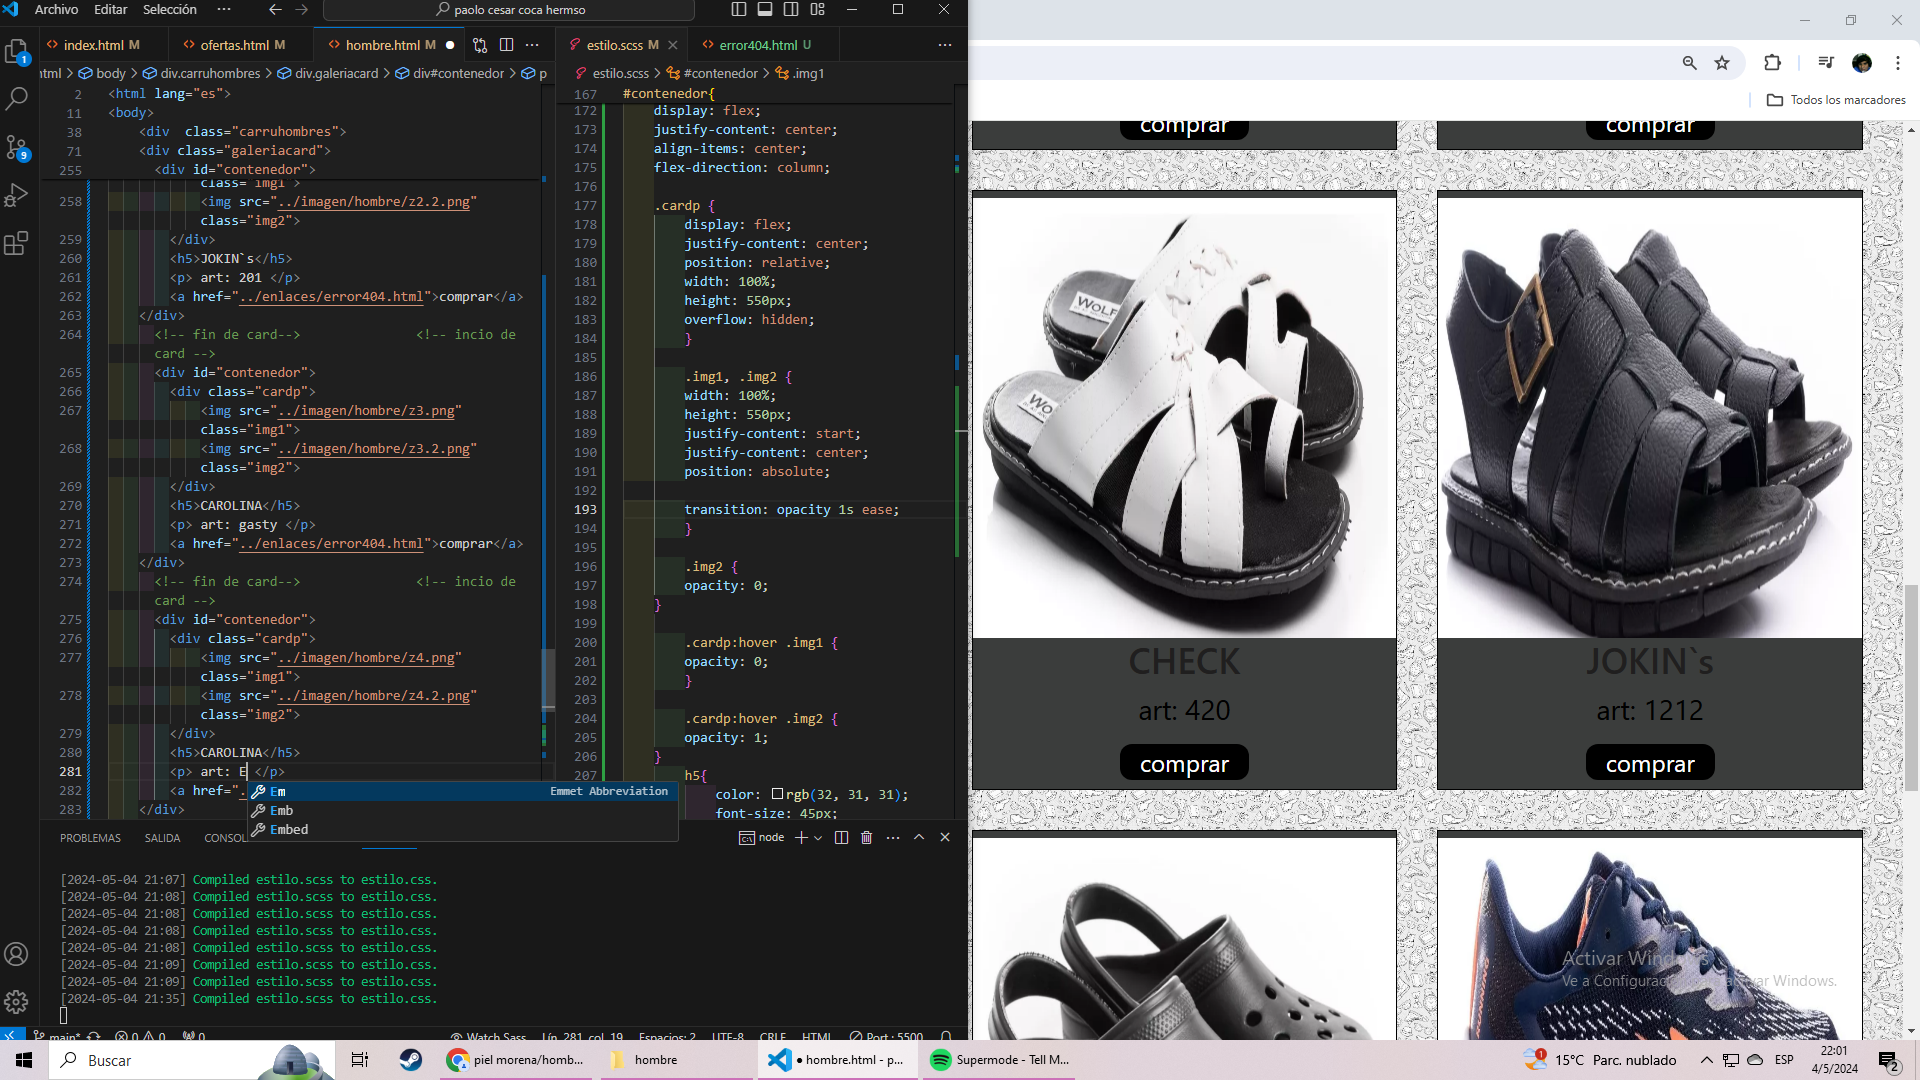 Archivo Editar Selección ··· paolo cesar coca hermso
index.html M ofertas.html M hombre.html M ● ··· estilo.scss M error404.html U ···
html > body > div.carruhombres > div.galeriacard > div#contenedor > p estilo.scss > #contenedor > .img1
2 <html lang="es">
11 <body>
38 <div  class="carruhombres">
71 <div class="galeriacard">
255 <div id="contenedor">
class="img1">
258 <img src="../imagen/hombre/z2.2.png"
class="img2">
259 </div>
260 <h5>JOKIN`s</h5>
261 <p> art: 201 </p>
262 <a href="../enlaces/error404.html">comprar</a>
263 </div>
264 <!-- fin de card--> <!-- incio de
card -->
265 <div id="contenedor">
266 <div class="cardp">
267 <img src="../imagen/hombre/z3.png"
class="img1">
268 <img src="../imagen/hombre/z3.2.png"
class="img2">
269 </div>
270 <h5>CAROLINA</h5>
271 <p> art: gasty </p>
272 <a href="../enlaces/error404.html">comprar</a>
273 </div>
274 <!-- fin de card--> <!-- incio de
card -->
275 <div id="contenedor">
276 <div class="cardp">
277 <img src="../imagen/hombre/z4.png"
class="img1">
278 <img src="../imagen/hombre/z4.2.png"
class="img2">
279 </div>
280 <h5>CAROLINA</h5>
281 <p> art: E </p>
282 <a href=".
283 </div>
Em Emmet Abbreviation
Emb
Embed
167 #contenedor{
172 display: flex;
173 justify-content: center;
174 align-items: center;
175 flex-direction: column;
176
177 .cardp {
178 display: flex;
179 justify-content: center;
180 position: relative;
181 width: 100%;
182 height: 550px;
183 overflow: hidden;
184 }
185
186 .img1, .img2 {
187 width: 100%;
188 height: 550px;
189 justify-content: start;
190 justify-content: center;
191 position: absolute;
192
193 transition: opacity 1s ease;
194 }
195
196 .img2 {
197 opacity: 0;
198 }
199
200 .cardp:hover .img1 {
201 opacity: 0;
202 }
203
204 .cardp:hover .img2 {
205 opacity: 1;
206 }
207 h5{
color: rgb(32, 31, 31);
font-size: 45px;
PROBLEMAS SALIDA CONSOL node ···
[2024-05-04 21:07] Compiled estilo.scss to estilo.css.
[2024-05-04 21:08] Compiled estilo.scss to estilo.css.
[2024-05-04 21:08] Compiled estilo.scss to estilo.css.
[2024-05-04 21:08] Compiled estilo.scss to estilo.css.
[2024-05-04 21:08] Compiled estilo.scss to estilo.css.
[2024-05-04 21:09] Compiled estilo.scss to estilo.css.
[2024-05-04 21:09] Compiled estilo.scss to estilo.css.
[2024-05-04 21:35] Compiled estilo.scss to estilo.css.
main* 0 0 0 Watch Sass Lín. 281, col. 19 Espacios: 2 UTF-8 CRLF HTML Port : 5500
Todos los marcadores
comprar comprar
WOLF
CHECK
art: 420
comprar
JOKIN`s
art: 1212
comprar
Activar Windows
Ve a Configuración para activar Windows.
Buscar piel morena/homb... hombre ● hombre.html - p... Supermode - Tell M... 1 15°C Parc. nublado ESP 22:01
4/5/2024 2